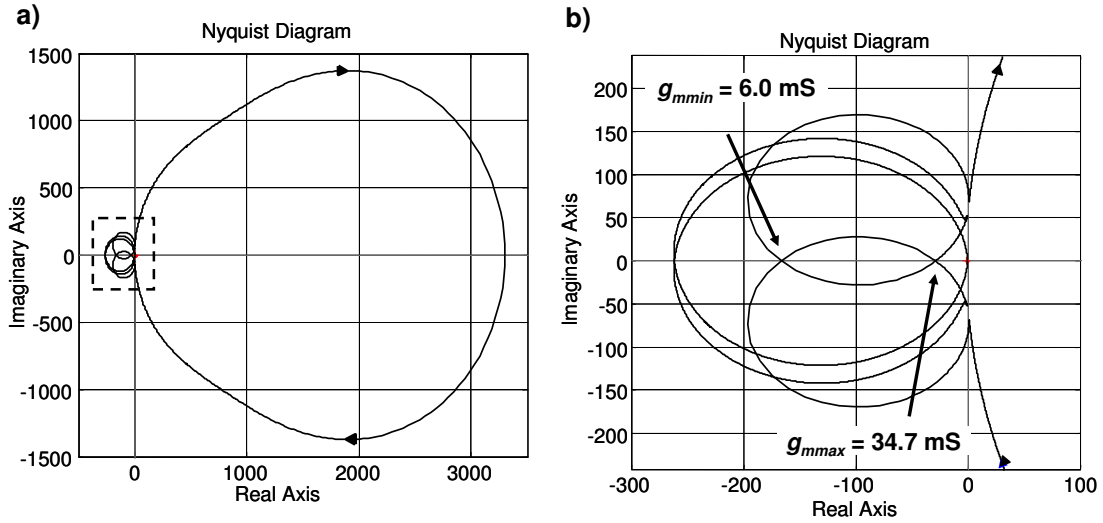 a)
Nyquist Diagram
1500
1000
500
0
-500
-1000
-1500
0
1000
2000
3000
Real Axis
Imaginary Axis
b)
Nyquist Diagram
200
150
100
50
0
-50
-100
-150
-200
-300
-200
-100
0
100
Real Axis
Imaginary Axis
gmmin = 6.0 mS
gmmax = 34.7 mS